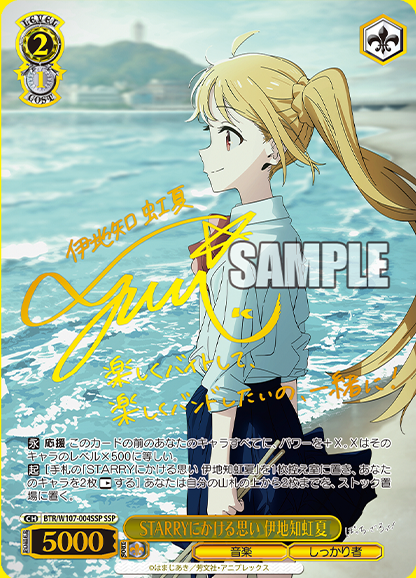 LEVEL
2
1
COST
伊地知 虹夏
SAMPLE
楽しくバイトして、
楽しくバンドしたいの、一緒に!
永 応援 このカードの前のあなたのキャラすべてに、パワーを+X。Xはそ
のキャラのレベル×500に等しい。
起 [手札の「STARRYにかける思い 伊地知虹夏」を1枚控え室に置き、あなた
のキャラを2枚レストする] あなたは自分の山札の上から2枚までを、ストック置
場に置く。
CH BTR/W107-004SSP SSP
STARRYにかける思い 伊地知虹夏
POWER 5000 SOUL
音楽 しっかり者
©はまじあき／芳文社・アニプレックス